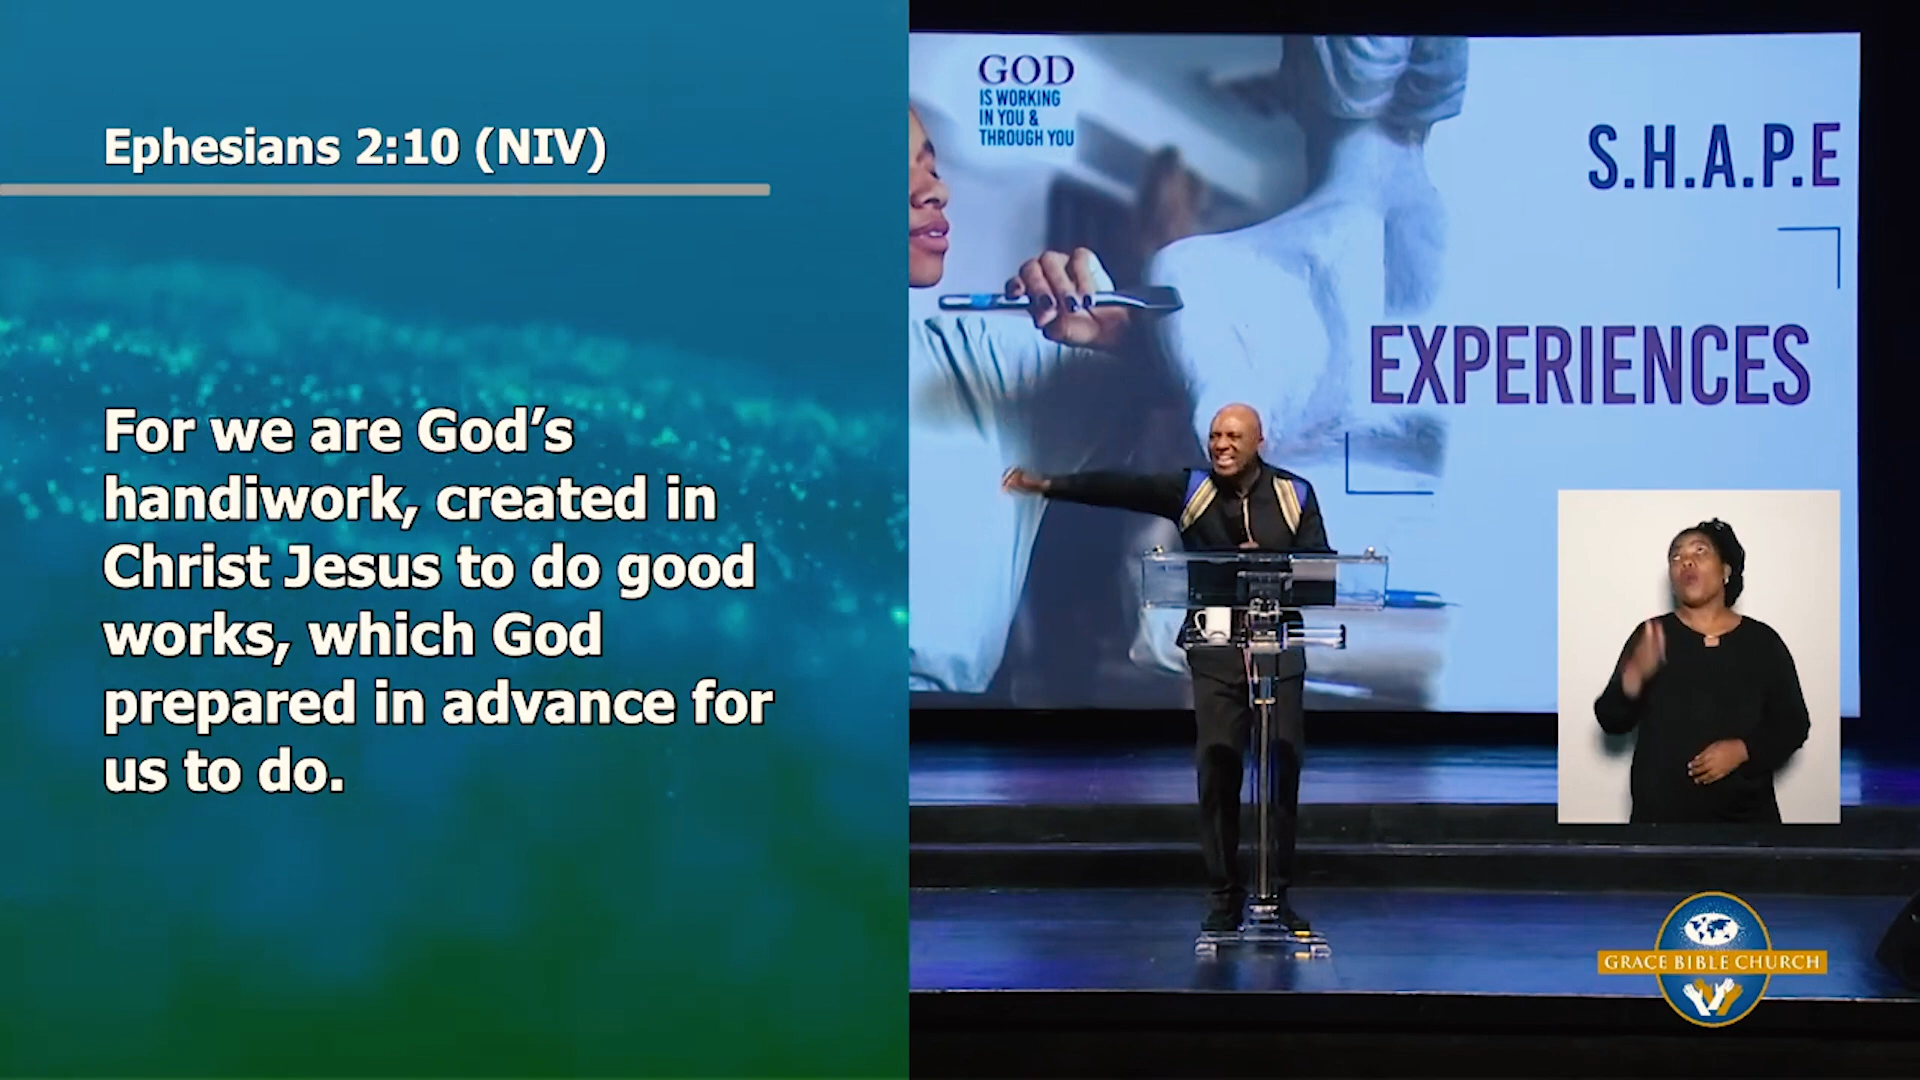 Ephesians 2:10 (NIV)
For we are God’s
handiwork, created in
Christ Jesus to do good
works, which God
prepared in advance for
us to do.
GOD
IS WORKING
IN YOU &
THROUGH YOU
S.H.A.P.E
EXPERIENCES
GRACE BIBLE CHURCH